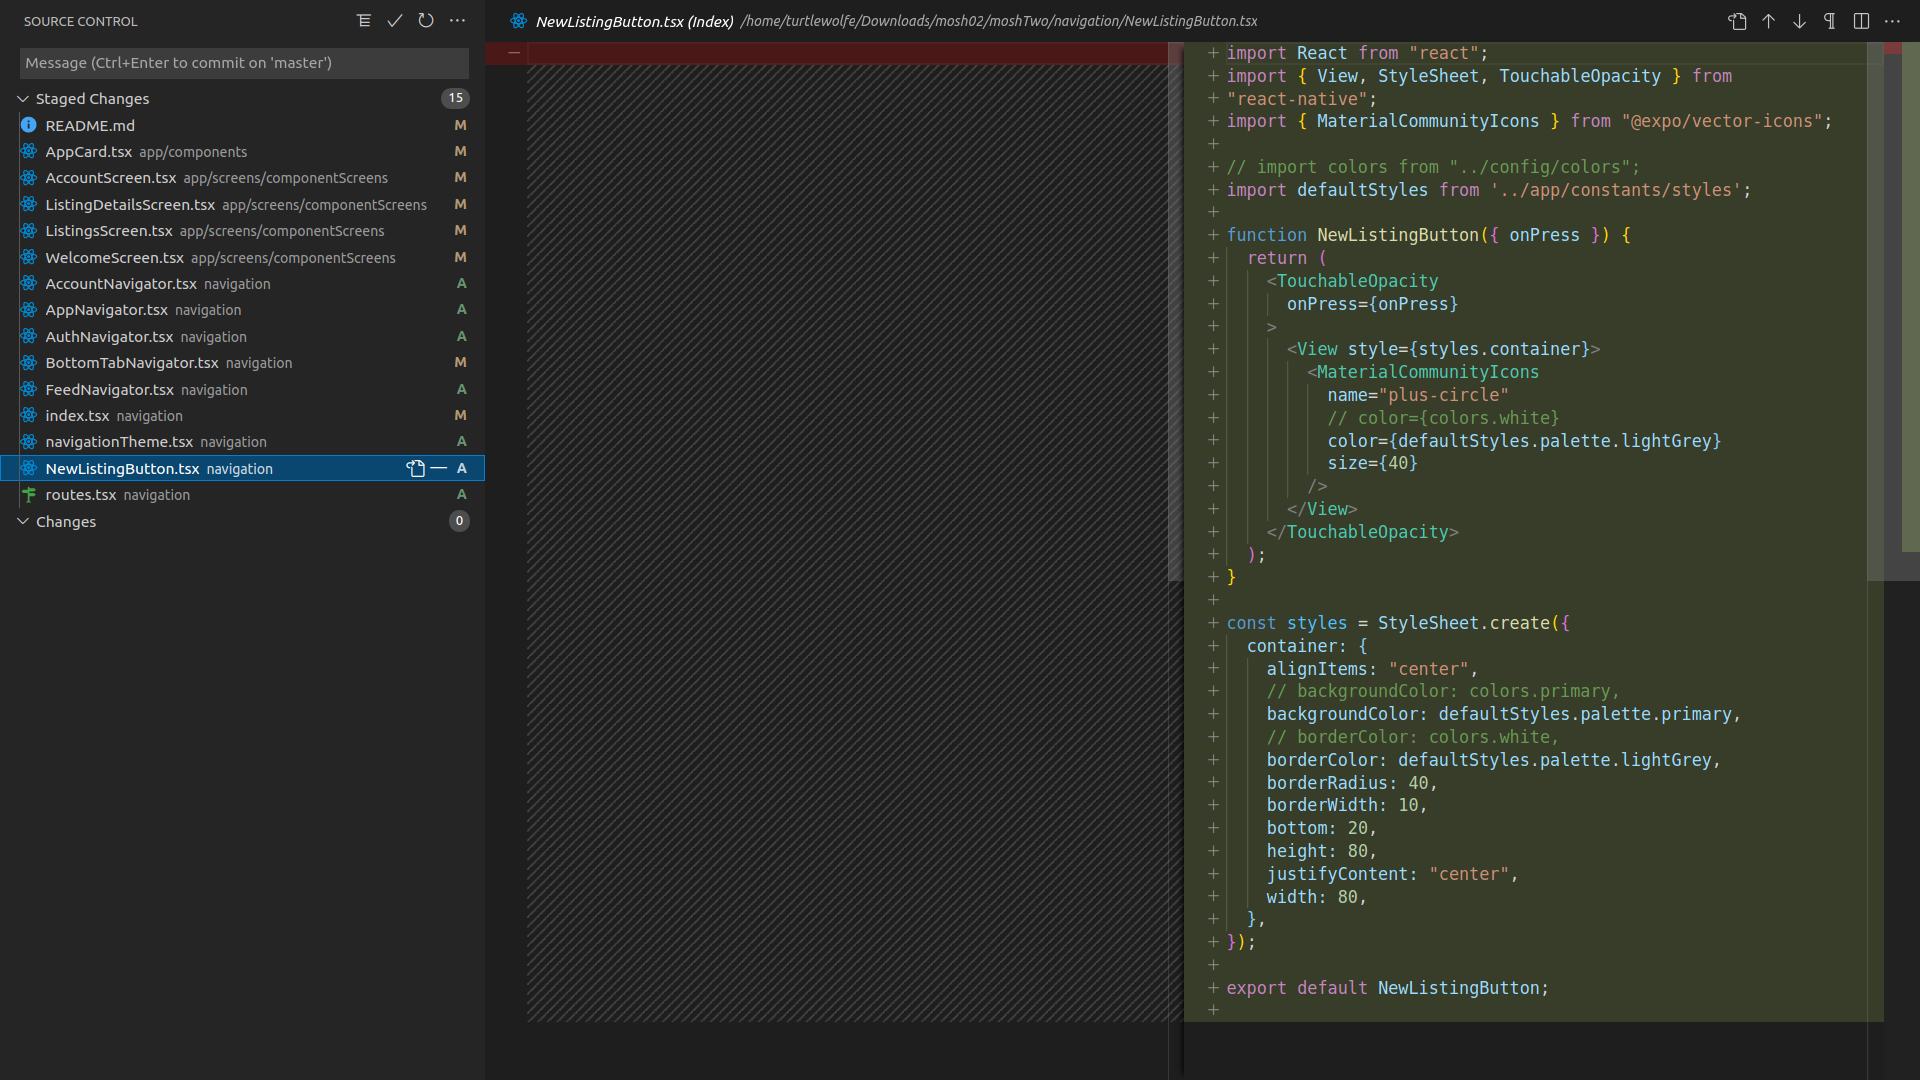 SOURCE CONTROL
Message (Ctrl+Enter to commit on 'master')
Staged Changes 15
README.md M
AppCard.tsx app/components M
AccountScreen.tsx app/screens/componentScreens M
ListingDetailsScreen.tsx app/screens/componentScreens M
ListingsScreen.tsx app/screens/componentScreens M
WelcomeScreen.tsx app/screens/componentScreens M
AccountNavigator.tsx navigation A
AppNavigator.tsx navigation A
AuthNavigator.tsx navigation A
BottomTabNavigator.tsx navigation M
FeedNavigator.tsx navigation A
index.tsx navigation M
navigationTheme.tsx navigation A
NewListingButton.tsx navigation A
routes.tsx navigation A
Changes 0
NewListingButton.tsx (Index) /home/turtlewolfe/Downloads/mosh02/moshTwo/navigation/NewListingButton.tsx
—
+ import React from "react";
+ import { View, StyleSheet, TouchableOpacity } from
+ "react-native";
+ import { MaterialCommunityIcons } from "@expo/vector-icons";
+
+ // import colors from "../config/colors";
+ import defaultStyles from '../app/constants/styles';
+
+ function NewListingButton({ onPress }) {
+   return (
+     <TouchableOpacity
+       onPress={onPress}
+     >
+       <View style={styles.container}>
+         <MaterialCommunityIcons
+           name="plus-circle"
+           // color={colors.white}
+           color={defaultStyles.palette.lightGrey}
+           size={40}
+         />
+       </View>
+     </TouchableOpacity>
+   );
+ }
+
+ const styles = StyleSheet.create({
+   container: {
+     alignItems: "center",
+     // backgroundColor: colors.primary,
+     backgroundColor: defaultStyles.palette.primary,
+     // borderColor: colors.white,
+     borderColor: defaultStyles.palette.lightGrey,
+     borderRadius: 40,
+     borderWidth: 10,
+     bottom: 20,
+     height: 80,
+     justifyContent: "center",
+     width: 80,
+   },
+ });
+
+ export default NewListingButton;
+